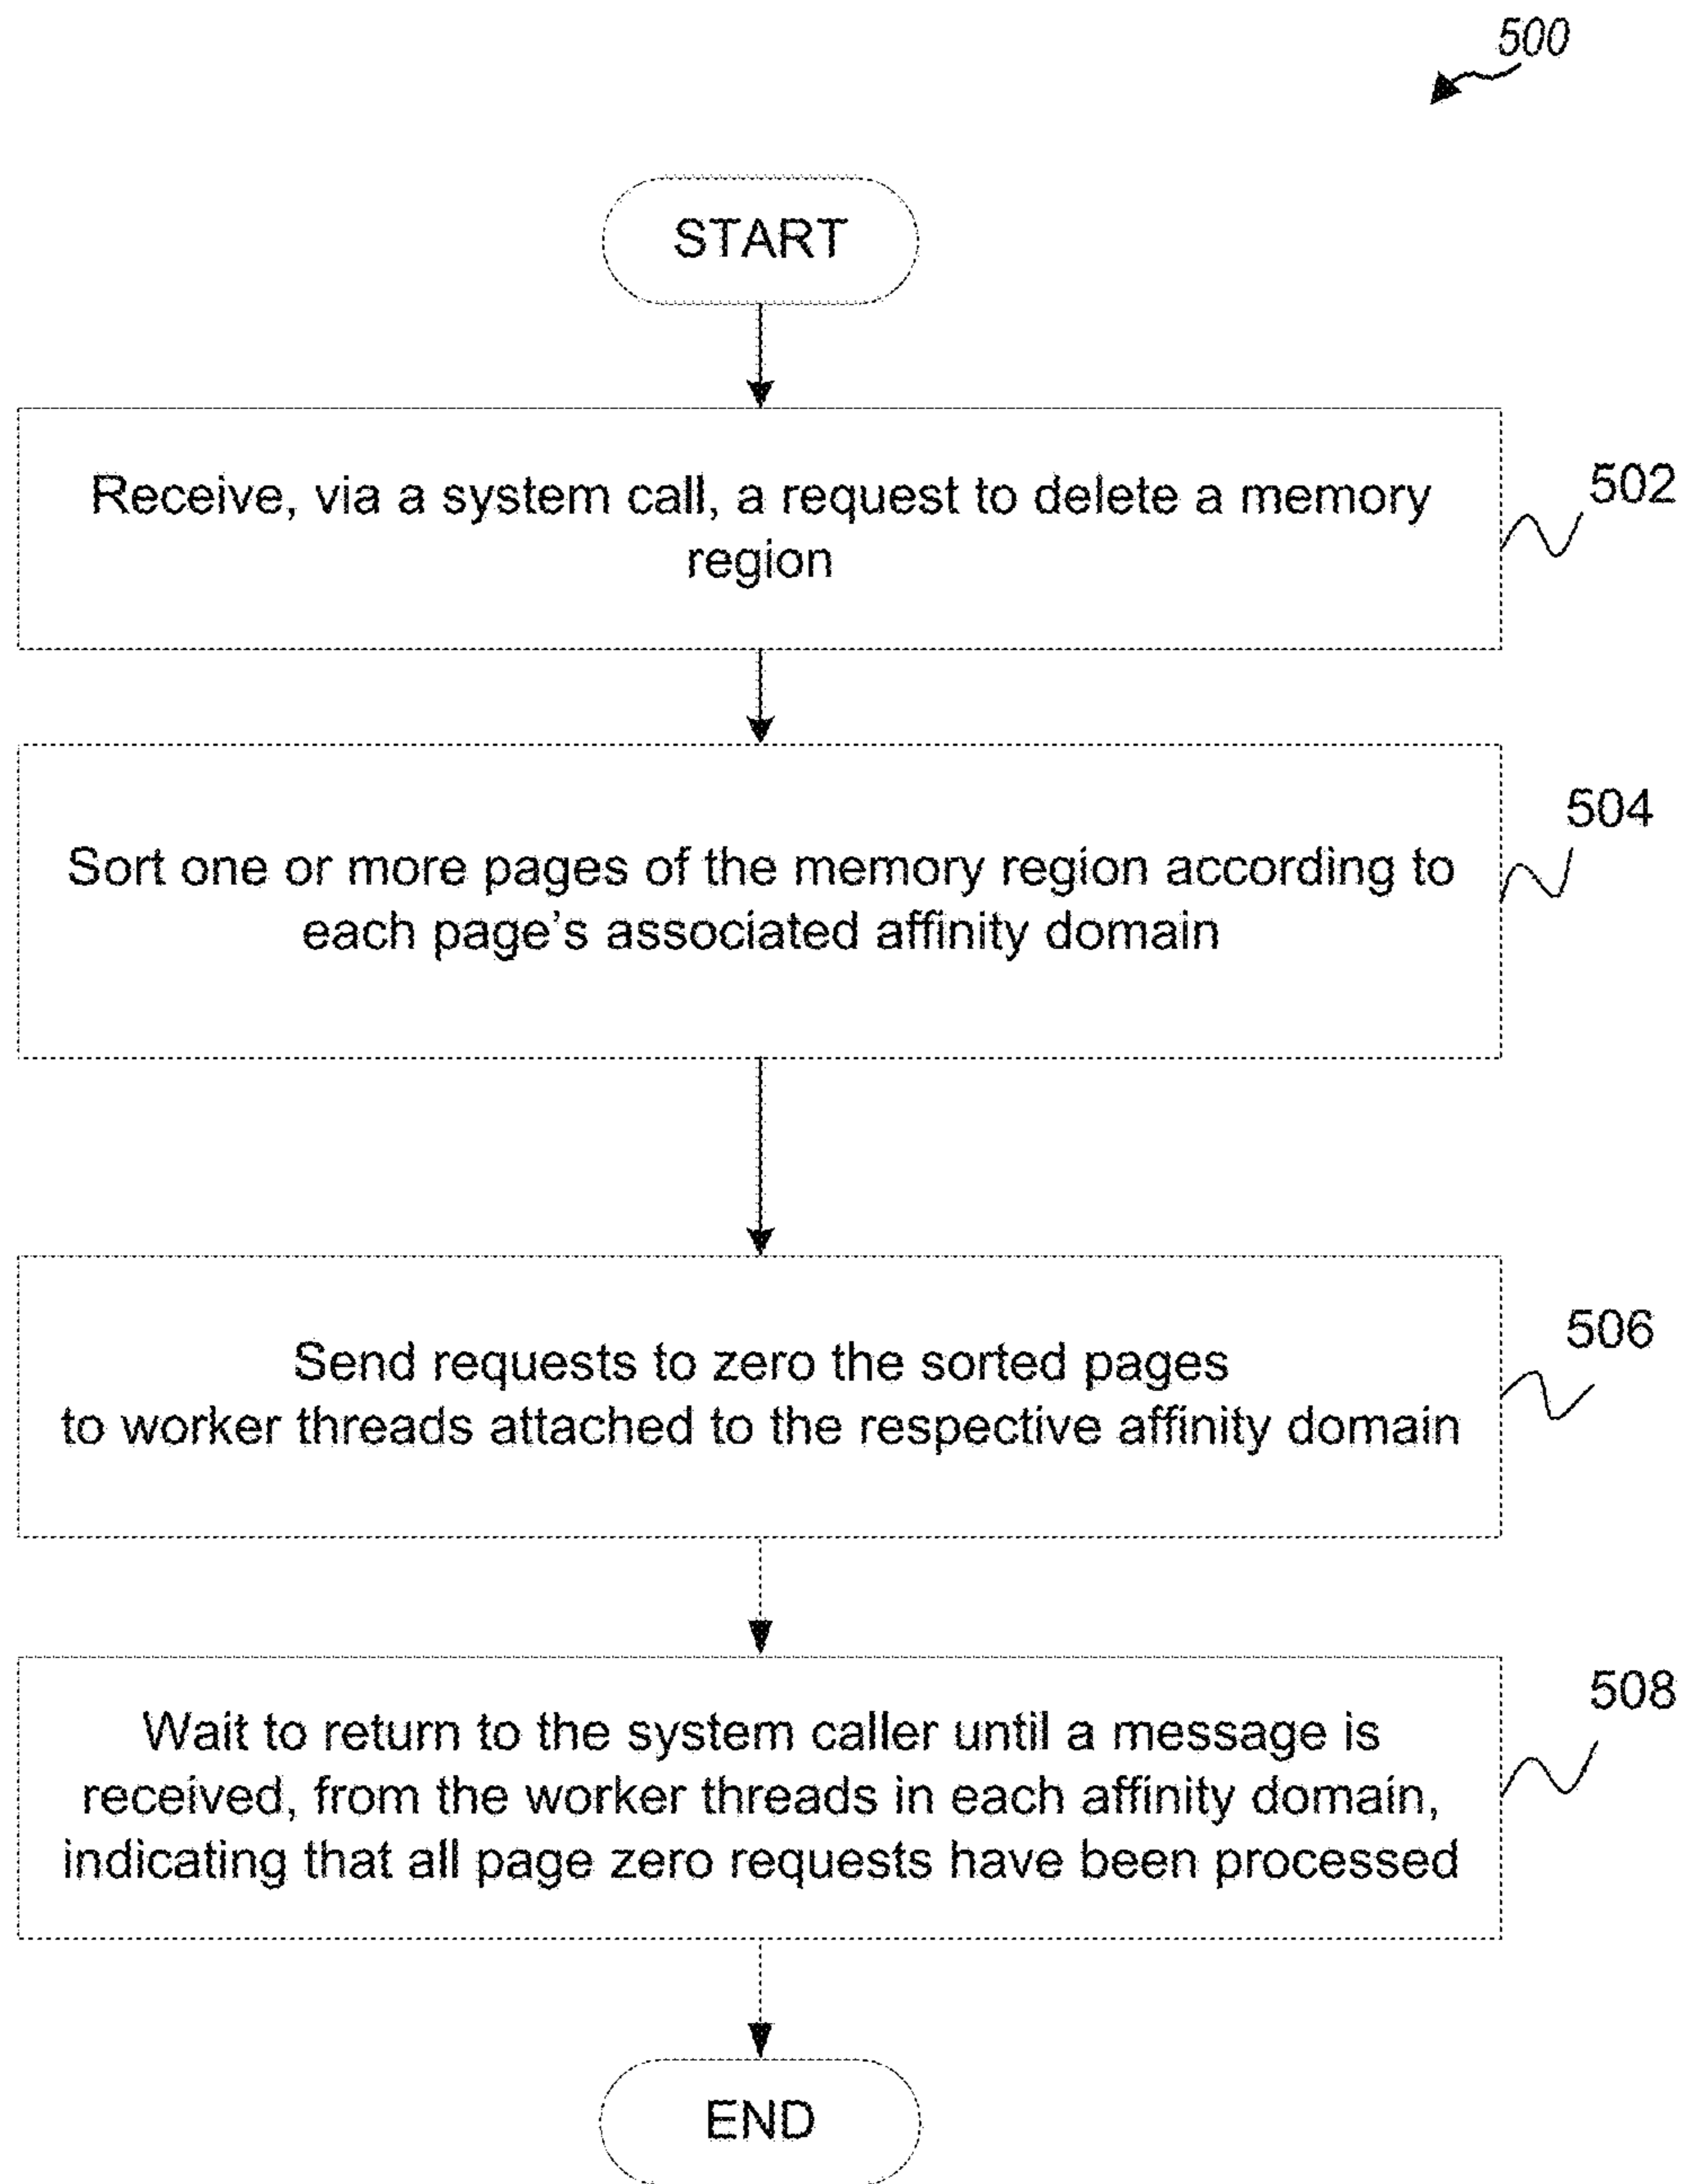 500
START
Receive, via a system call, a request to delete a memory
region
502
Sort one or more pages of the memory region according to
each page's associated affinity domain
504
Send requests to zero the sorted pages
to worker threads attached to the respective affinity domain
506
Wait to return to the system caller until a message is
received, from the worker threads in each affinity domain,
indicating that all page zero requests have been processed
508
END